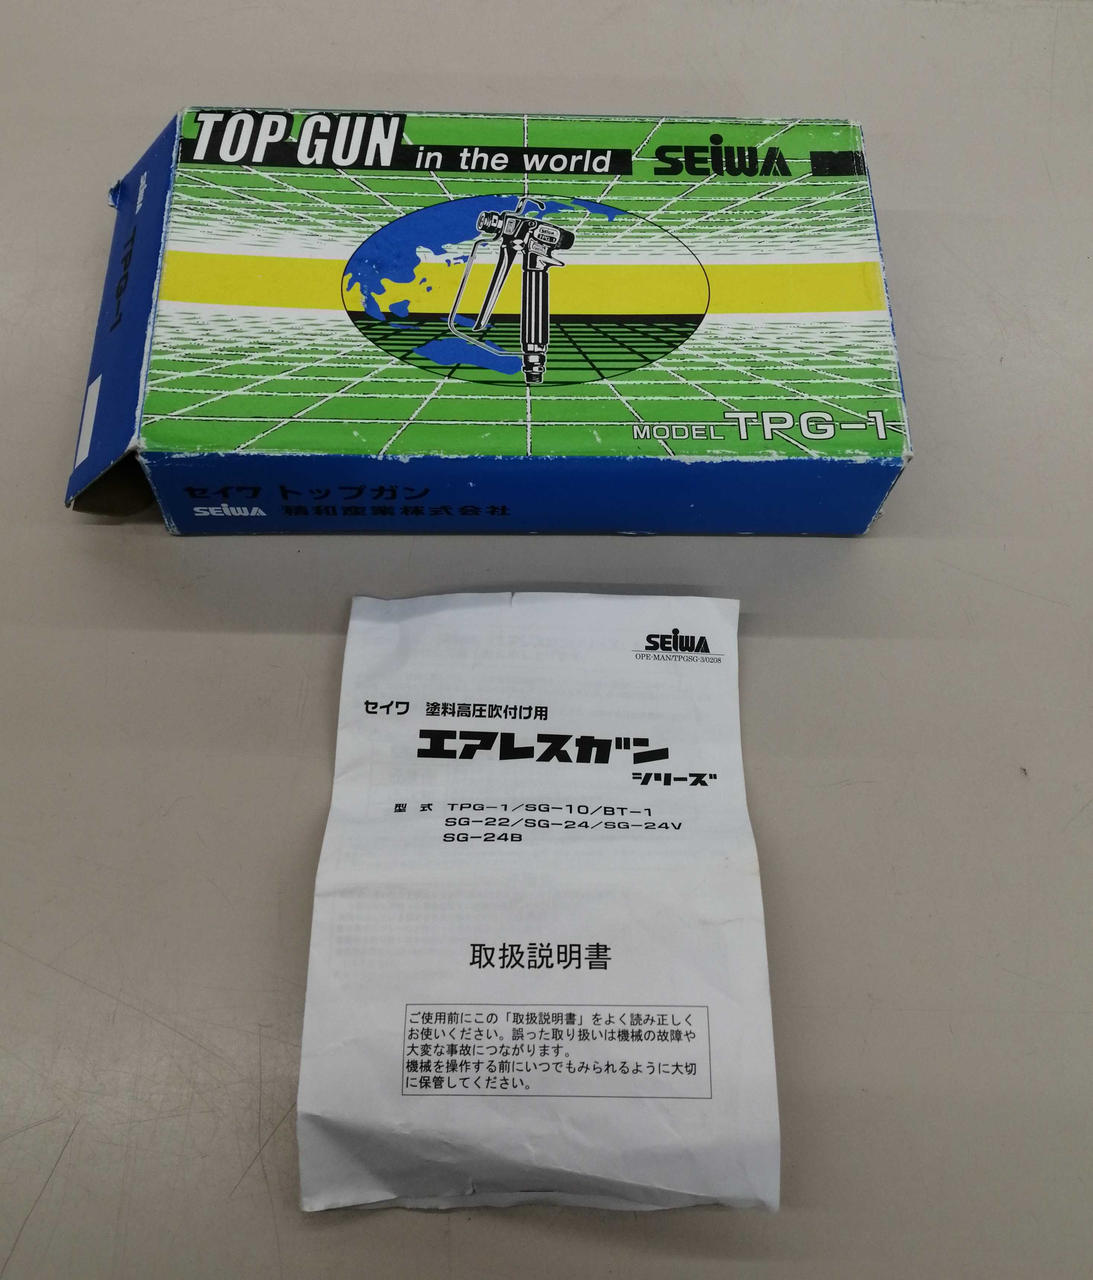 TOP GUN in the world SEiWA
MODEL TPG-1
SEiWA TPG-1
セイワ トップガン
SEiWA 精和産業株式会社
SEiWA
OPE-MAN/TPGSG-3/0208
セイワ 塗料高圧吹付け用
エアレスガン
シリーズ
型式 TPG-1/SG-10/BT-1
SG-22/SG-24/SG-24V
SG-24B
取扱説明書
ご使用前にこの「取扱説明書」をよく読み正しく
お使いください。誤った取り扱いは機械の故障や
大変な事故につながります。
機械を操作する前にいつでもみられるように大切
に保管してください。